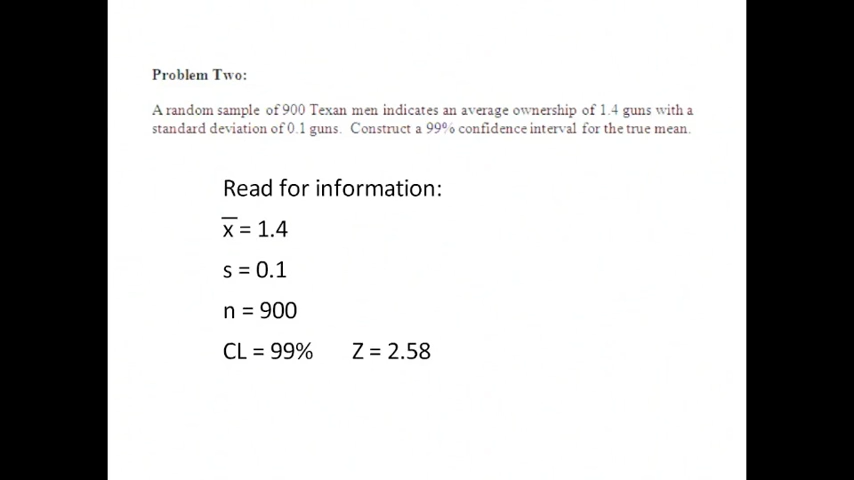 Problem Two:
A random sample of 900 Texan men indicates an average ownership of 1.4 guns with a
standard deviation of 0.1 guns. Construct a 99% confidence interval for the true mean.
Read for information:
x̅ = 1.4
s = 0.1
n = 900
CL = 99% Z = 2.58